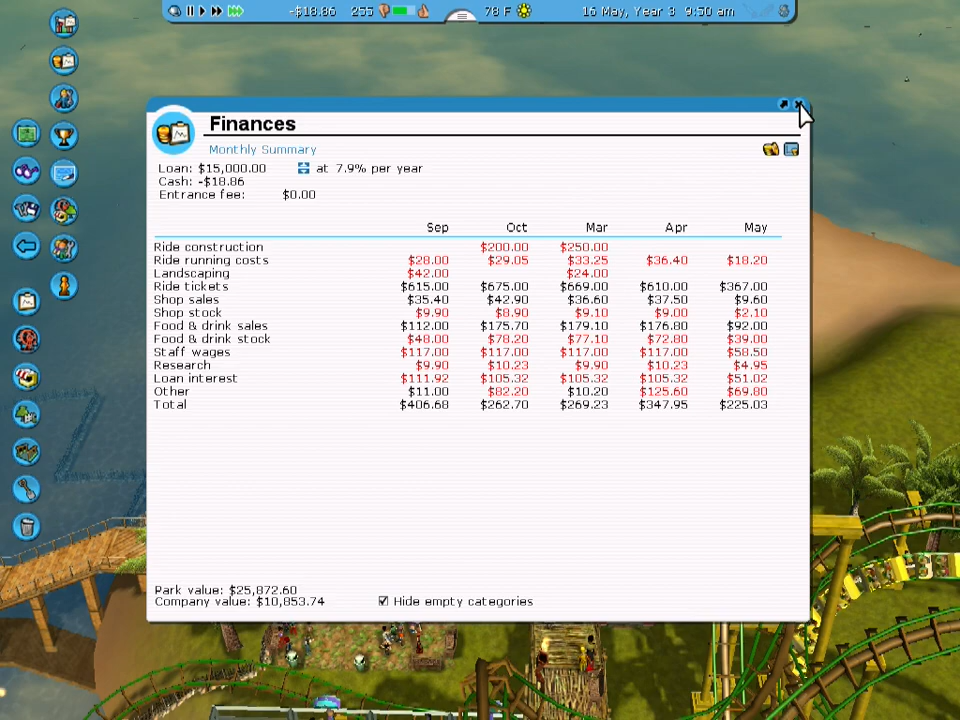 -$18.86 255 78 F 16 May, Year 3 9:50 am
Finances
Monthly Summary
Loan: $15,000.00 at 7.9% per year
Cash: -$18.86
Entrance fee: $0.00
Sep Oct Mar Apr May
Ride construction $200.00 $250.00
Ride running costs $28.00 $29.05 $33.25 $36.40 $18.20
Landscaping $42.00 $24.00
Ride tickets $615.00 $675.00 $669.00 $610.00 $367.00
Shop sales $35.40 $42.90 $36.60 $37.50 $9.60
Shop stock $9.90 $8.90 $9.10 $9.00 $2.10
Food & drink sales $112.00 $175.70 $179.10 $176.80 $92.00
Food & drink stock $48.00 $78.20 $77.10 $72.80 $39.00
Staff wages $117.00 $117.00 $117.00 $117.00 $58.50
Research $9.90 $10.23 $9.90 $10.23 $4.95
Loan interest $111.92 $105.32 $105.32 $105.32 $51.02
Other $11.00 $82.20 $10.20 $125.60 $69.80
Total $406.68 $262.70 $269.23 $347.95 $225.03
Park value: $25,872.60
Company value: $10,853.74 Hide empty categories